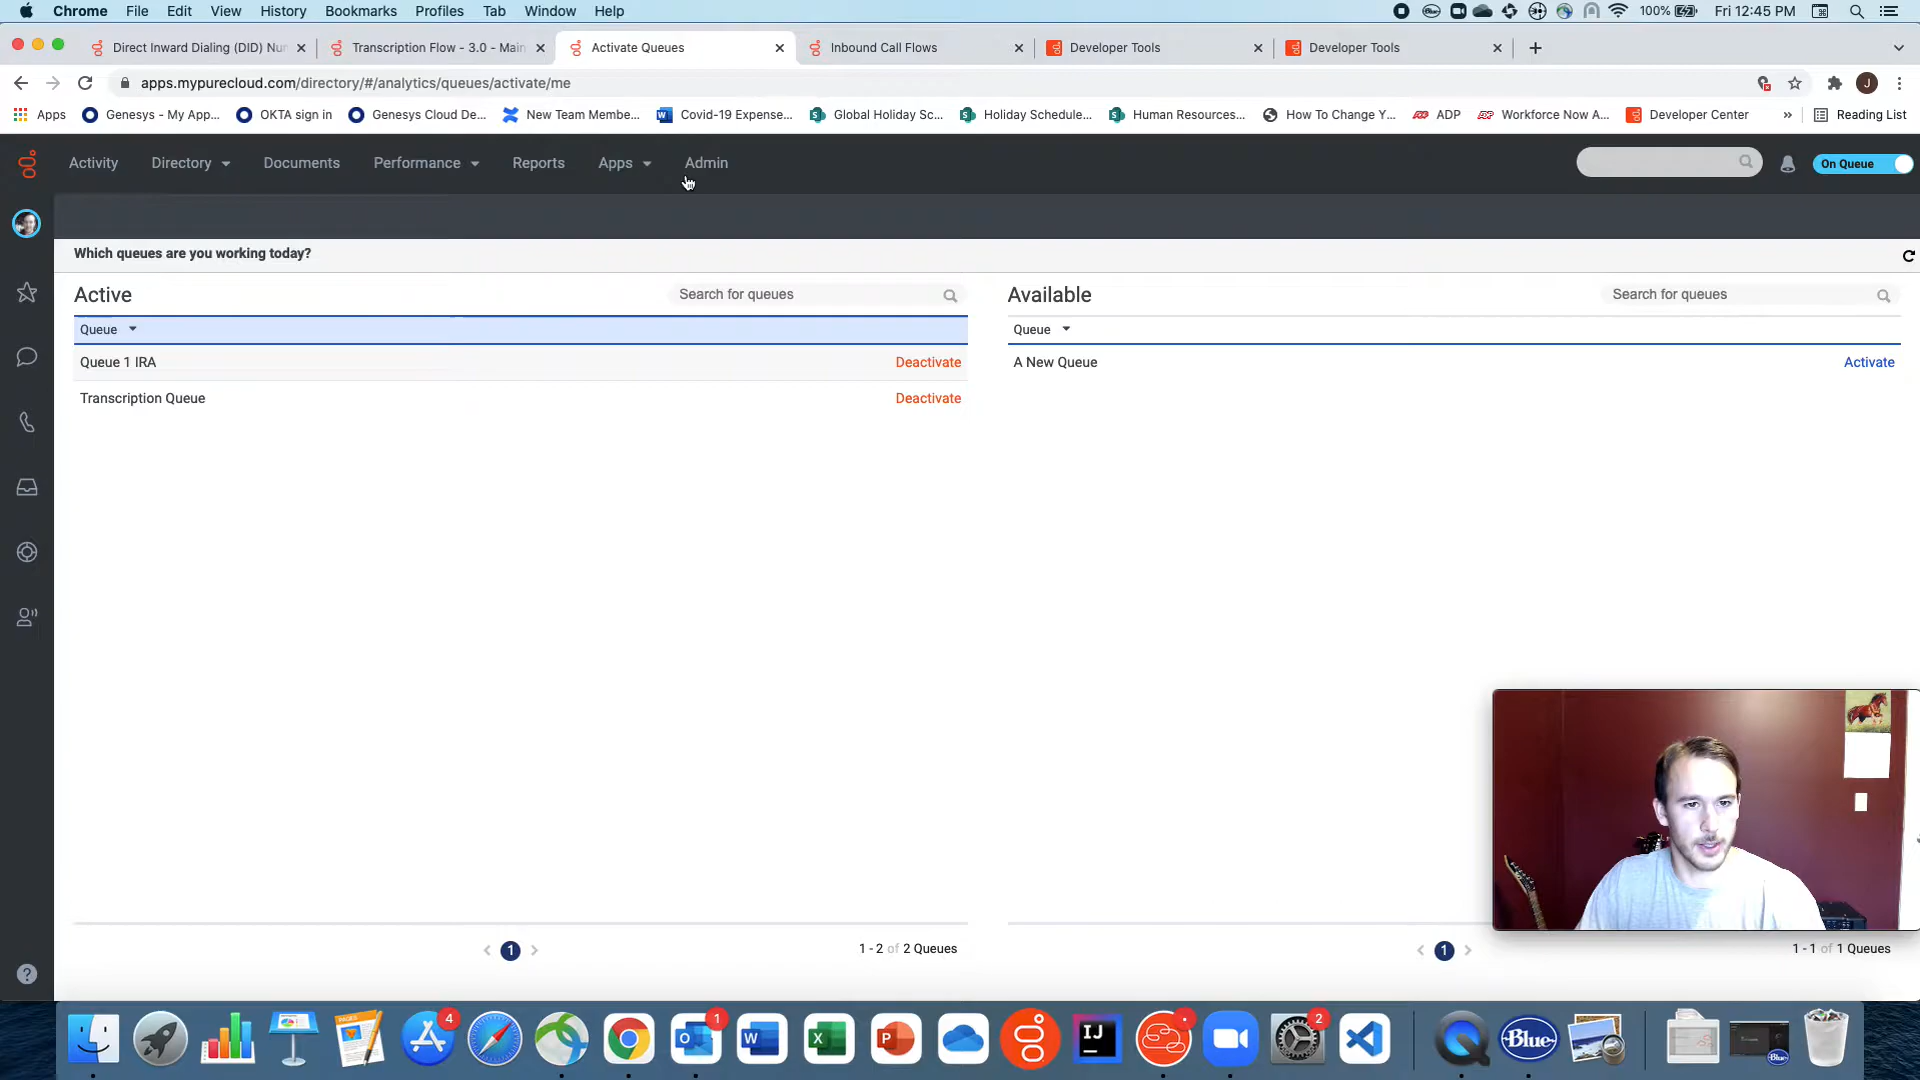 Chrome File Edit View History Bookmarks Profiles Tab Window Help 100% Fri 12:45 PM
Direct Inward Dialing (DID) Nu Transcription Flow - 3.0 - Main Activate Queues Inbound Call Flows Developer Tools Developer Tools
apps.mypurecloud.com/directory/#/analytics/queues/activate/me J
Apps Genesys - My App... OKTA sign in Genesys Cloud De... New Team Membe... Covid-19 Expense... Global Holiday Sc... Holiday Schedule... Human Resources... How To Change Y... ADP Workforce Now A... Developer Center » Reading List
Activity Directory Documents Performance Reports Apps Admin On Queue
Which queues are you working today?
Active Search for queues
Queue
Queue 1 IRA Deactivate
Transcription Queue Deactivate
1
1 - 2 of 2 Queues
Available Search for queues
Queue
A New Queue Activate
1
1 - 1 of 1 Queues
4 1 2
W X P IJ Blue